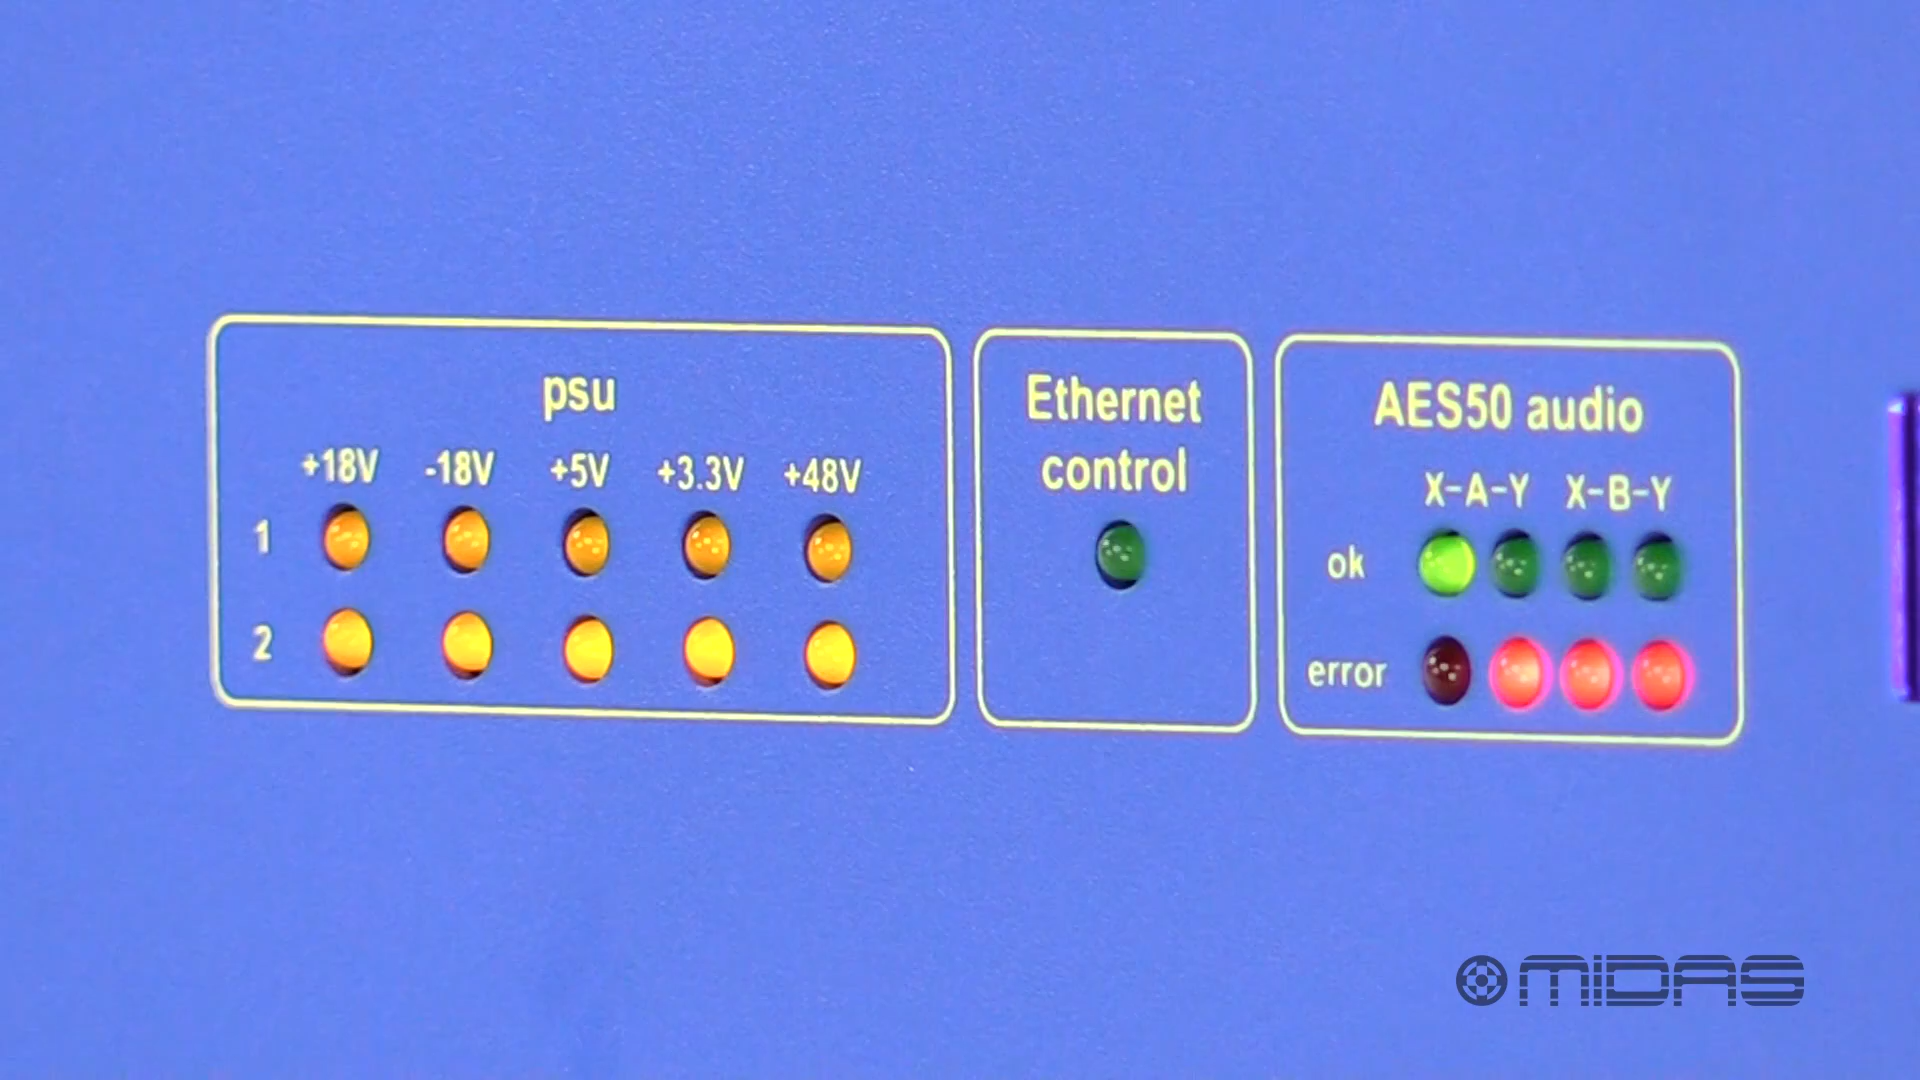 psu
+18V -18V +5V +3.3V +48V
1
2
Ethernet
control
AES50 audio
X-A-Y X-B-Y
ok
error
MIDAS